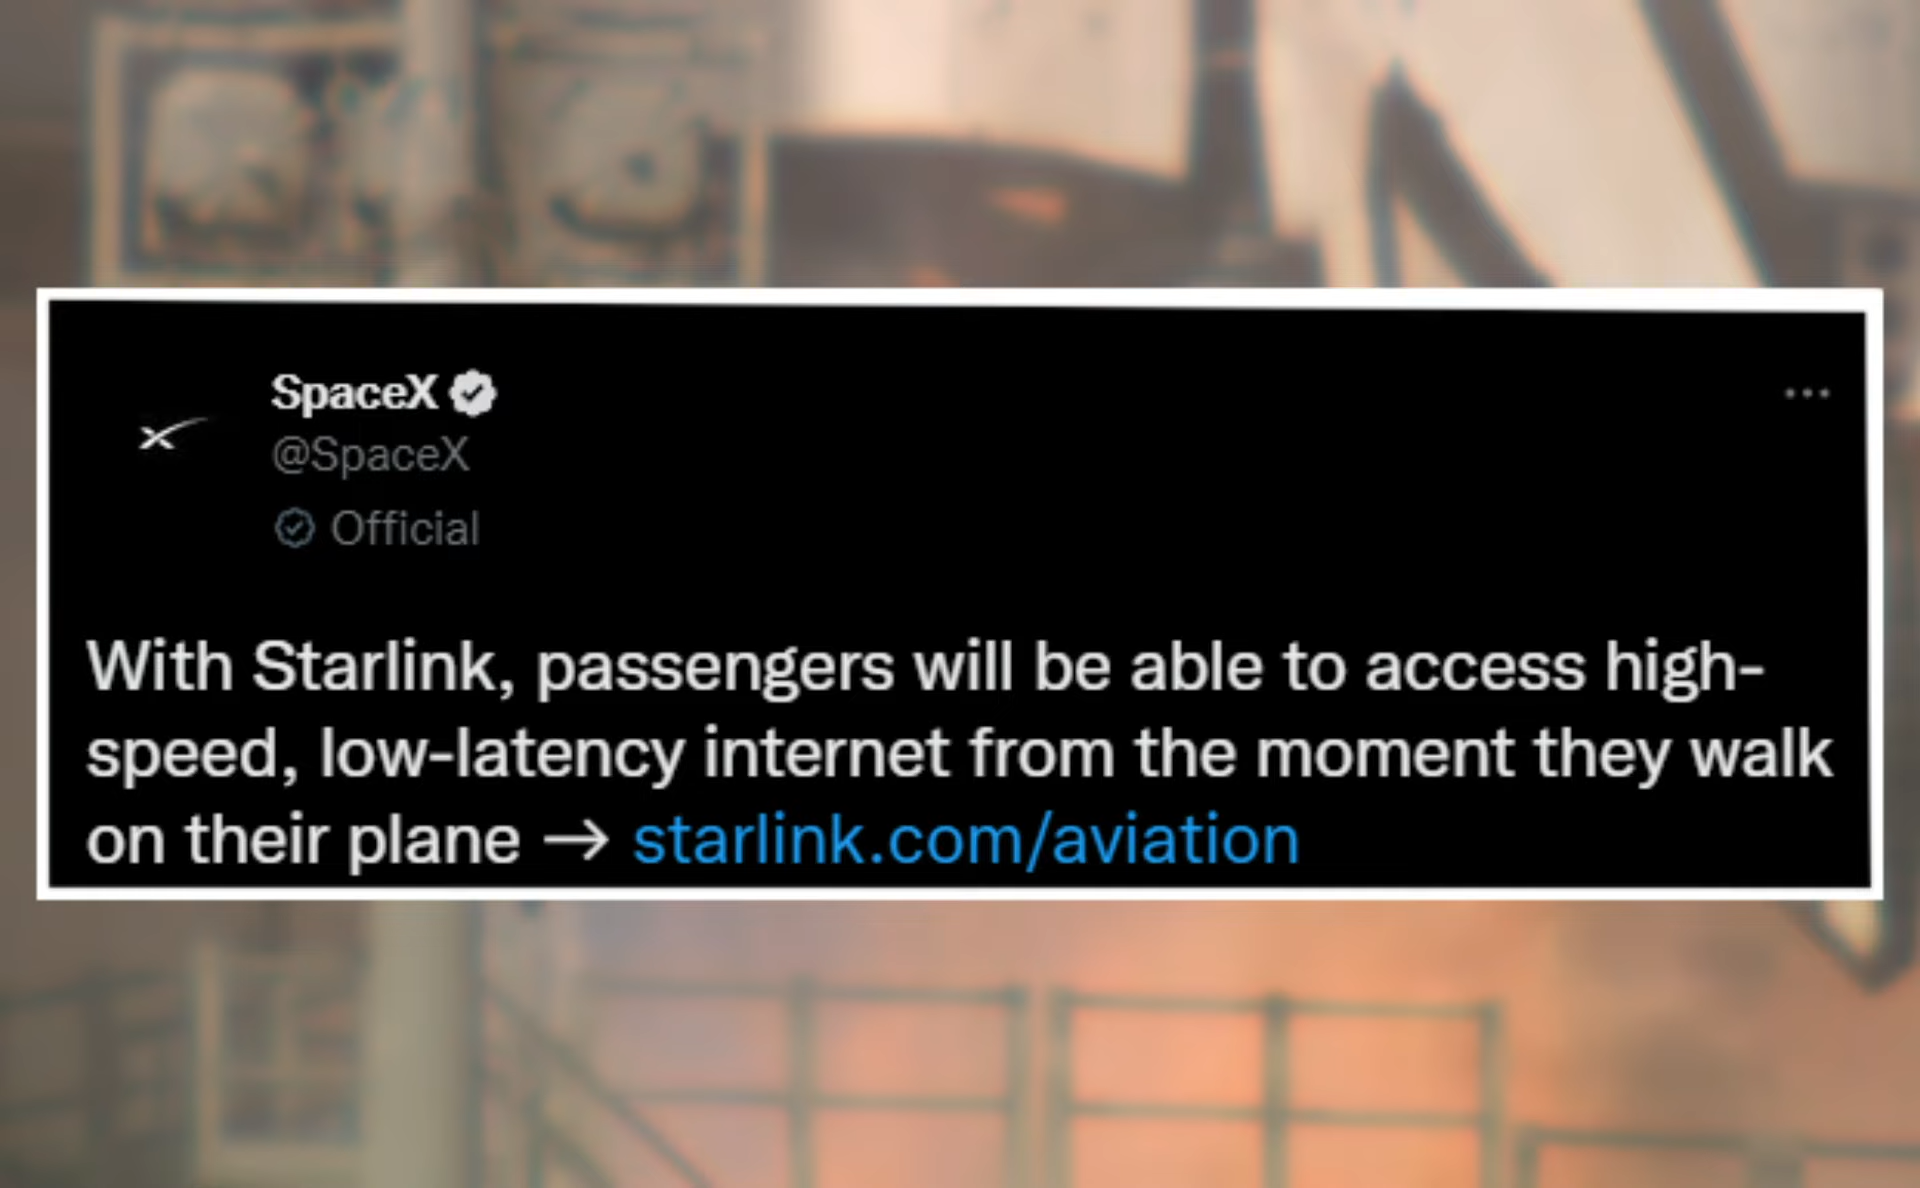 SpaceX
@SpaceX
Official
With Starlink, passengers will be able to access high-
speed, low-latency internet from the moment they walk
on their plane → starlink.com/aviation